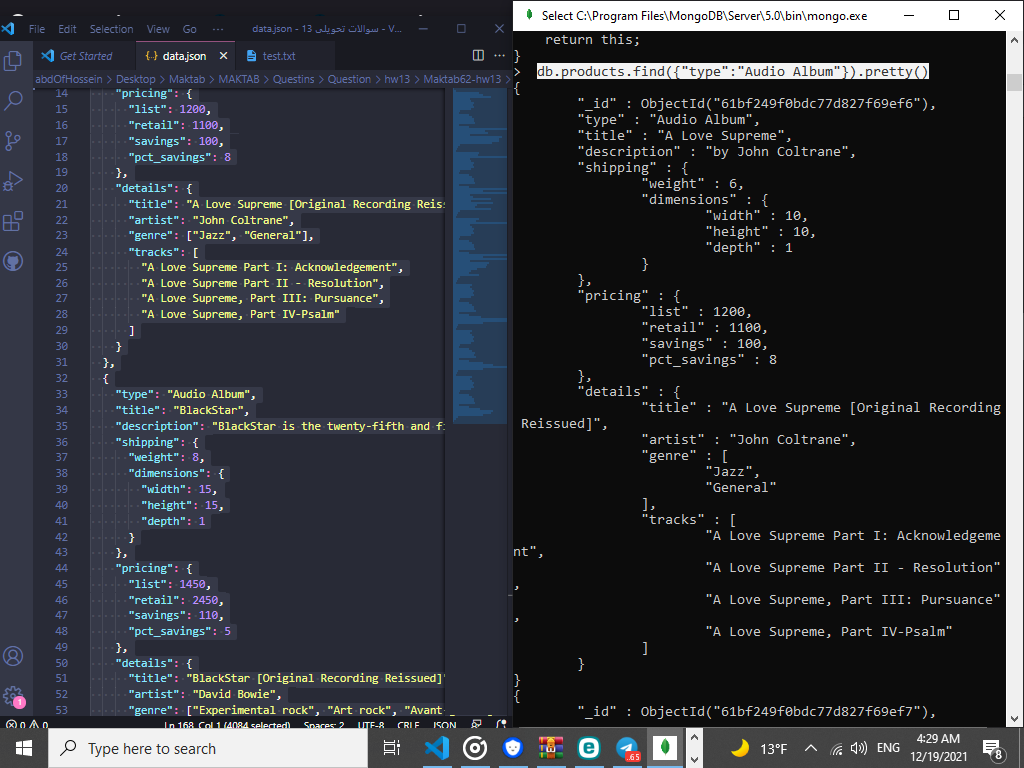 File Edit Selection View Go ··· data.json - سوالات تحویلی 13 - V...
Get Started
{··} data.json ×
test.txt
abdOfHossein > Desktop > Maktab > MAKTAB > Questins > Question > hw13 > Maktab62-hw13 >
14 "pricing": {
15 "list": 1200,
16 "retail": 1100,
17 "savings": 100,
18 "pct_savings": 8
19 },
20 "details": {
21 "title": "A Love Supreme [Original Recording Reiss
22 "artist": "John Coltrane",
23 "genre": ["Jazz", "General"],
24 "tracks": [
25 "A Love Supreme Part I: Acknowledgement",
26 "A Love Supreme Part II - Resolution",
27 "A Love Supreme, Part III: Pursuance",
28 "A Love Supreme, Part IV-Psalm"
29 ]
30 }
31 },
32 {
33 "type": "Audio Album",
34 "title": "BlackStar",
35 "description": "BlackStar is the twenty-fifth and fi
36 "shipping": {
37 "weight": 8,
38 "dimensions": {
39 "width": 15,
40 "height": 15,
41 "depth": 1
42 }
43 },
44 "pricing": {
45 "list": 1450,
46 "retail": 2450,
47 "savings": 110,
48 "pct_savings": 5
49 },
50 "details": {
51 "title": "BlackStar [Original Recording Reissued]"
52 "artist": "David Bowie",
53 "genre": ["Experimental rock", "Art rock", "Avant
1
0 0 Ln 168, Col 1 (4084 selected) Spaces: 2 UTF-8 CRLF JSON
Select C:\Program Files\MongoDB\Server\5.0\bin\mongo.exe
return this;
}
> db.products.find({"type":"Audio Album"}).pretty()
{
"_id" : ObjectId("61bf249f0bdc77d827f69ef6"),
"type" : "Audio Album",
"title" : "A Love Supreme",
"description" : "by John Coltrane",
"shipping" : {
"weight" : 6,
"dimensions" : {
"width" : 10,
"height" : 10,
"depth" : 1
}
},
"pricing" : {
"list" : 1200,
"retail" : 1100,
"savings" : 100,
"pct_savings" : 8
},
"details" : {
"title" : "A Love Supreme [Original Recording
Reissued]",
"artist" : "John Coltrane",
"genre" : [
"Jazz",
"General"
],
"tracks" : [
"A Love Supreme Part I: Acknowledgeme
nt",
"A Love Supreme Part II - Resolution"
,
"A Love Supreme, Part III: Pursuance"
,
"A Love Supreme, Part IV-Psalm"
]
}
}
{
"_id" : ObjectId("61bf249f0bdc77d827f69ef7"),
Type here to search
.65
13°F
ENG
4:29 AM
12/19/2021
8